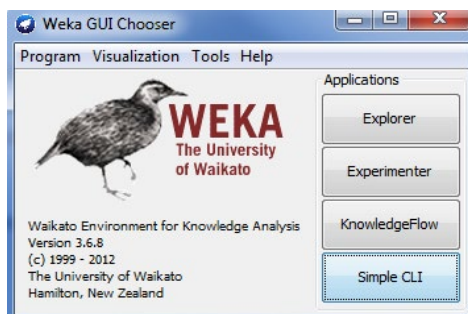 Weka GUI Chooser
Program Visualization Tools Help
Applications
WEKA
The University
of Waikato
Explorer
Experimenter
KnowledgeFlow
Simple CLI
Waikato Environment for Knowledge Analysis
Version 3.6.8
(c) 1999 - 2012
The University of Waikato
Hamilton, New Zealand